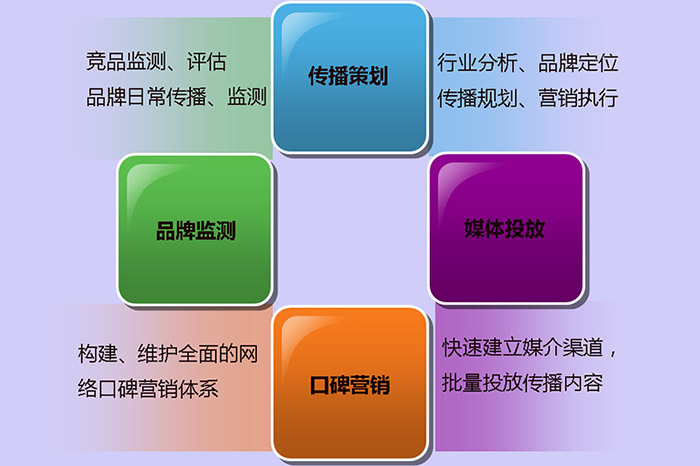 竞品监测、评估
品牌日常传播、监测
传播策划
行业分析、品牌定位
传播规划、营销执行
品牌监测
媒体投放
构建、维护全面的网
络口碑营销体系
口碑营销
快速建立媒介渠道，
批量投放传播内容